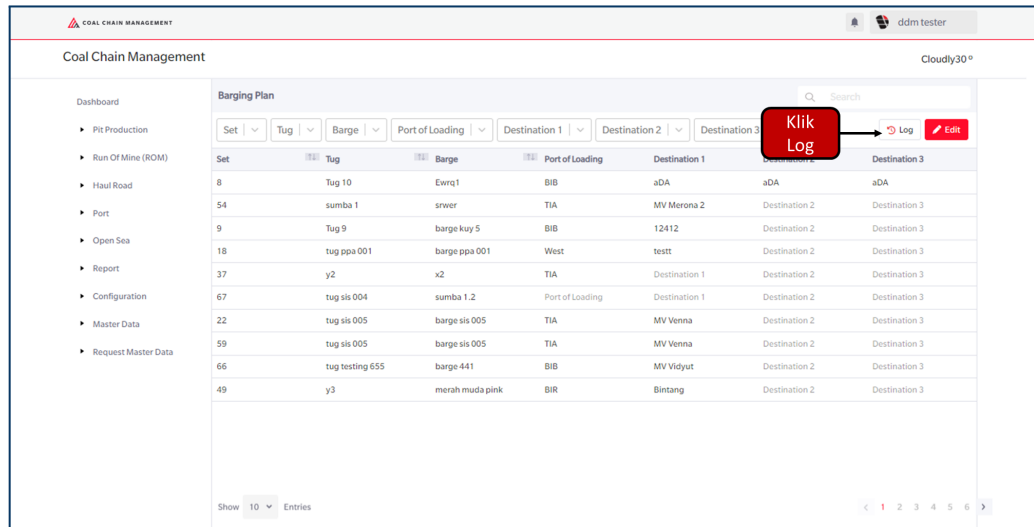 COAL CHAIN MANAGEMENT
ddm tester
Coal Chain Management
Cloudly30°
Dashboard
Pit Production
Run Of Mine (ROM)
Haul Road
Port
Open Sea
Report
Configuration
Master Data
Request Master Data
Barging Plan
Search
Set Tug Barge Port of Loading Destination 1 Destination 2 Destination 3
Klik
Log
Log Edit
Set Tug Barge Port of Loading Destination 1 Destination 2 Destination 3
8 Tug 10 Ewrq1 BIB aDA aDA aDA
54 sumba 1 srwer TIA MV Merona 2 Destination 2 Destination 3
9 Tug 9 barge kuy 5 BIB 12412 Destination 2 Destination 3
18 tug ppa 001 barge ppa 001 West testt Destination 2 Destination 3
37 y2 x2 TIA Destination 1 Destination 2 Destination 3
67 tug sis 004 sumba 1.2 Port of Loading Destination 1 Destination 2 Destination 3
22 tug sis 005 barge sis 005 TIA MV Venna Destination 2 Destination 3
59 tug sis 005 barge sis 005 TIA MV Venna Destination 2 Destination 3
66 tug testing 655 barge 441 BIB MV Vidyut Destination 2 Destination 3
49 y3 merah muda pink BIR Bintang Destination 2 Destination 3
Show 10 Entries
< 1 2 3 4 5 6 >